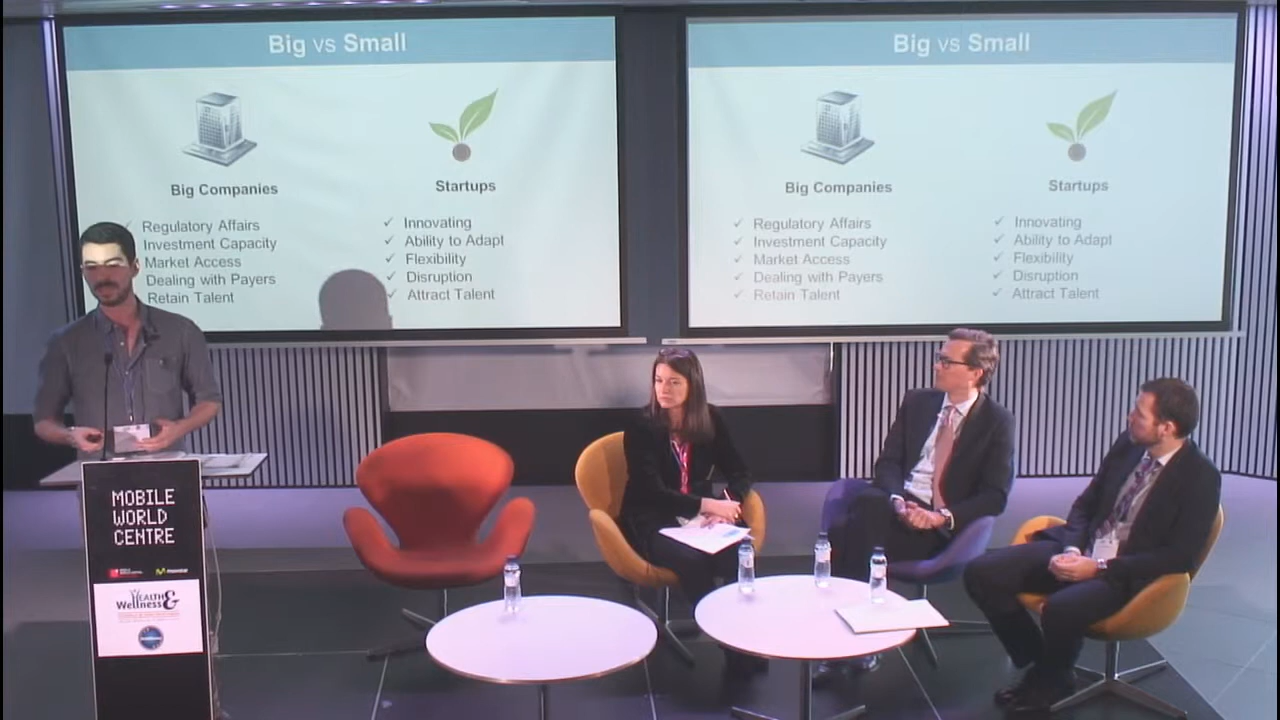 Big vs Small
Big Companies
Startups
Regulatory Affairs
Investment Capacity
Market Access
Dealing with Payers
Retain Talent
Innovating
Ability to Adapt
Flexibility
Disruption
Attract Talent
Big vs Small
Big Companies
Startups
Regulatory Affairs
Investment Capacity
Market Access
Dealing with Payers
Retain Talent
Innovating
Ability to Adapt
Flexibility
Disruption
Attract Talent
MOBILE
WORLD
CENTRE
movistar
HEALTH
Wellness&